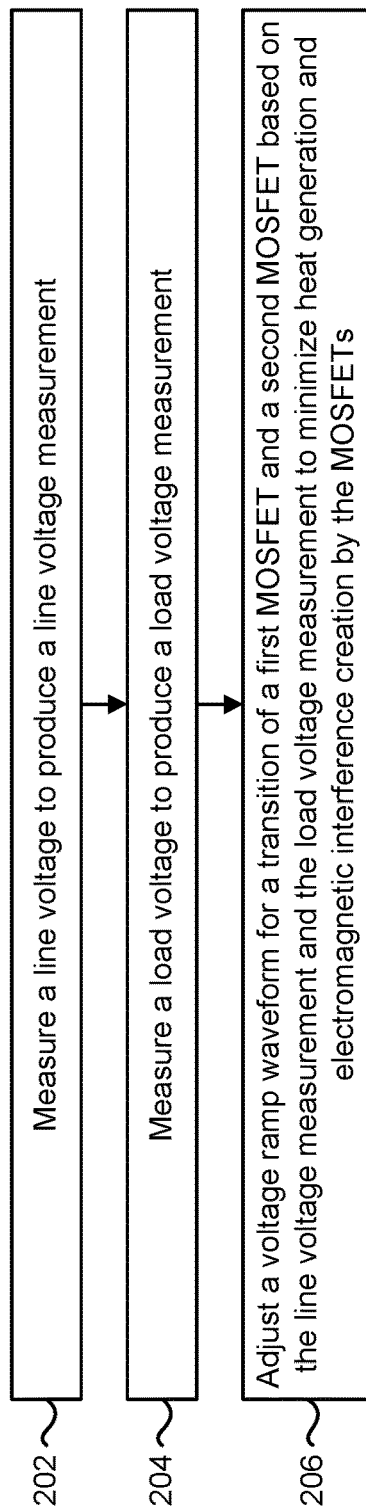 202
Measure a line voltage to produce a line voltage measurement
204
Measure a load voltage to produce a load voltage measurement
206
Adjust a voltage ramp waveform for a transition of a first MOSFET and a second MOSFET based on
the line voltage measurement and the load voltage measurement to minimize heat generation and
electromagnetic interference creation by the MOSFETs